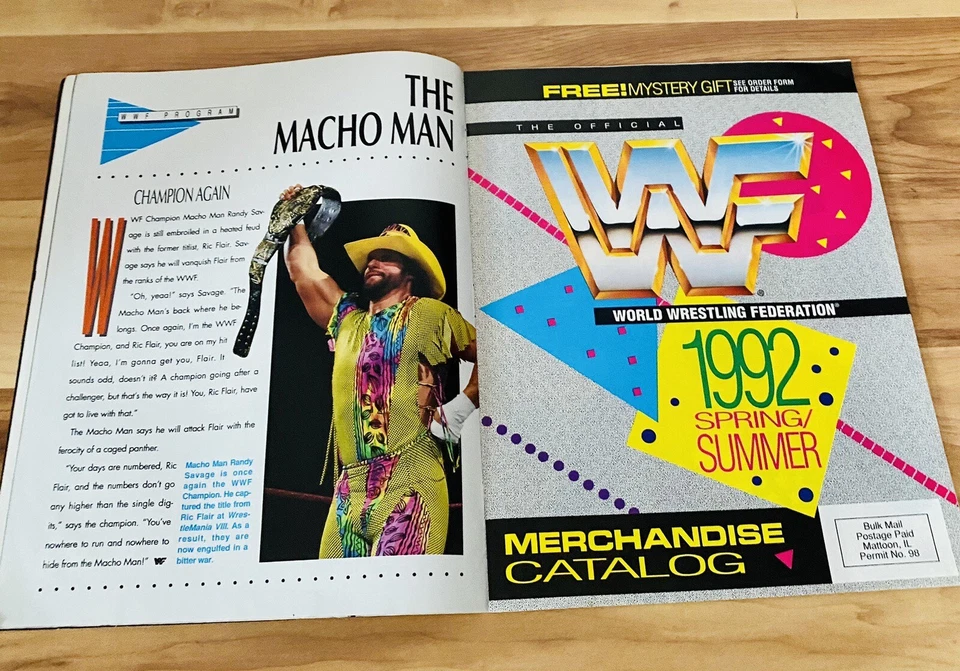 WWF PROGRAM
THE
MACHO MAN
CHAMPION AGAIN
WWF Champion Macho Man Randy Sav-
age is still embroiled in a heated feud
with the former titlist, Ric Flair. Sav-
age says he will vanquish Flair from
the ranks of the WWF.
"Oh, yeaa!" says Savage. "The
Macho Man's back where he be-
longs. Once again, I'm the WWF
Champion, and Ric Flair, you are on my hit
list! Yeaa, I'm gonna get you, Flair. It
sounds odd, doesn't it? A champion going after a
challenger, but that's the way it is! You, Ric Flair, have
got to live with that."
The Macho Man says he will attack Flair with the
ferocity of a caged panther.
"Your days are numbered, Ric
Flair, and the numbers don't go
any higher than the single dig-
its," says the champion. "You've
nowhere to run and nowhere to
hide from the Macho Man!" WF
Macho Man Randy
Savage is once
again the WWF
Champion. He cap-
tured the title from
Ric Flair at Wres-
tleMania VIII. As a
result, they are
now engulfed in a
bitter war.
FREE! MYSTERY GIFT SEE ORDER FORM
FOR DETAILS
THE OFFICIAL
WF
®
WORLD WRESTLING FEDERATION®
1992
SPRING/
SUMMER
MERCHANDISE
CATALOG
Bulk Mail
Postage Paid
Mattoon, IL
Permit No. 98